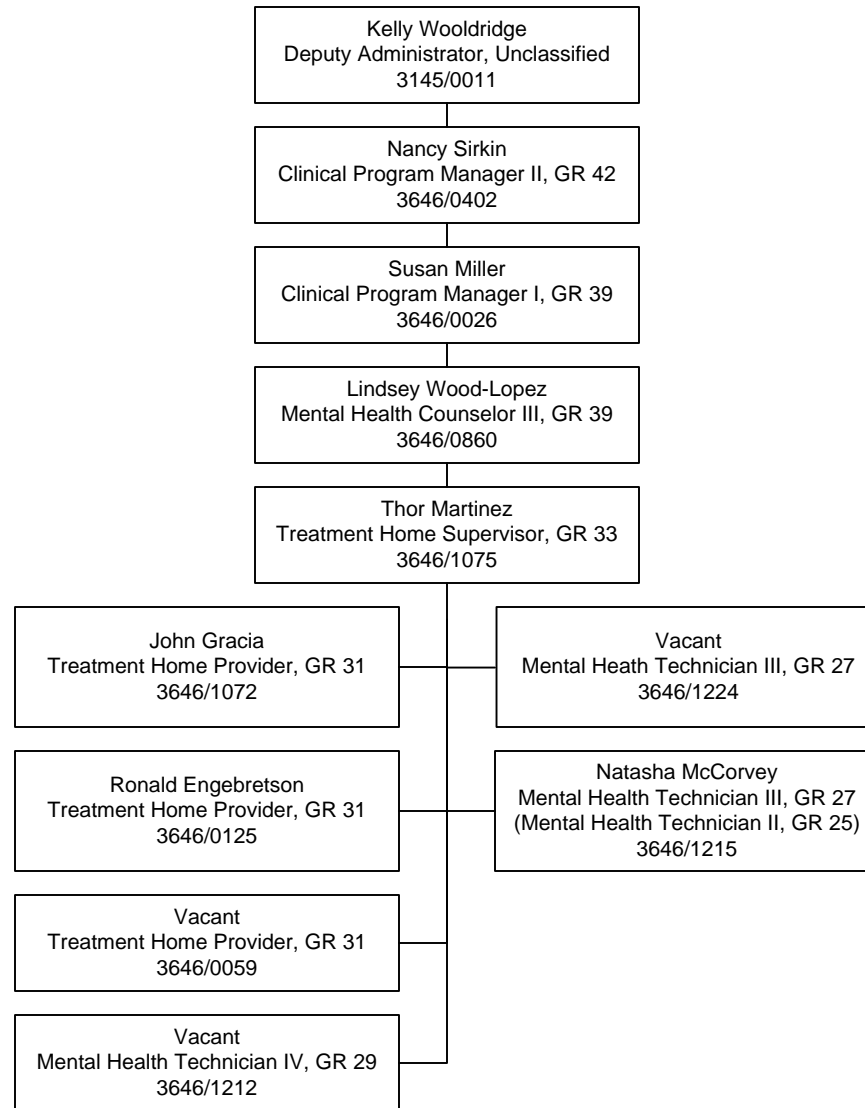 Kelly Wooldridge
Deputy Administrator, Unclassified
3145/0011
Nancy Sirkin
Clinical Program Manager II, GR 42
3646/0402
Susan Miller
Clinical Program Manager I, GR 39
3646/0026
Lindsey Wood-Lopez
Mental Health Counselor III, GR 39
3646/0860
Thor Martinez
Treatment Home Supervisor, GR 33
3646/1075
John Gracia
Treatment Home Provider, GR 31
3646/1072
Vacant
Mental Heath Technician III, GR 27
3646/1224
Ronald Engebretson
Treatment Home Provider, GR 31
3646/0125
Natasha McCorvey
Mental Health Technician III, GR 27
(Mental Health Technician II, GR 25)
3646/1215
Vacant
Treatment Home Provider, GR 31
3646/0059
Vacant
Mental Health Technician IV, GR 29
3646/1212